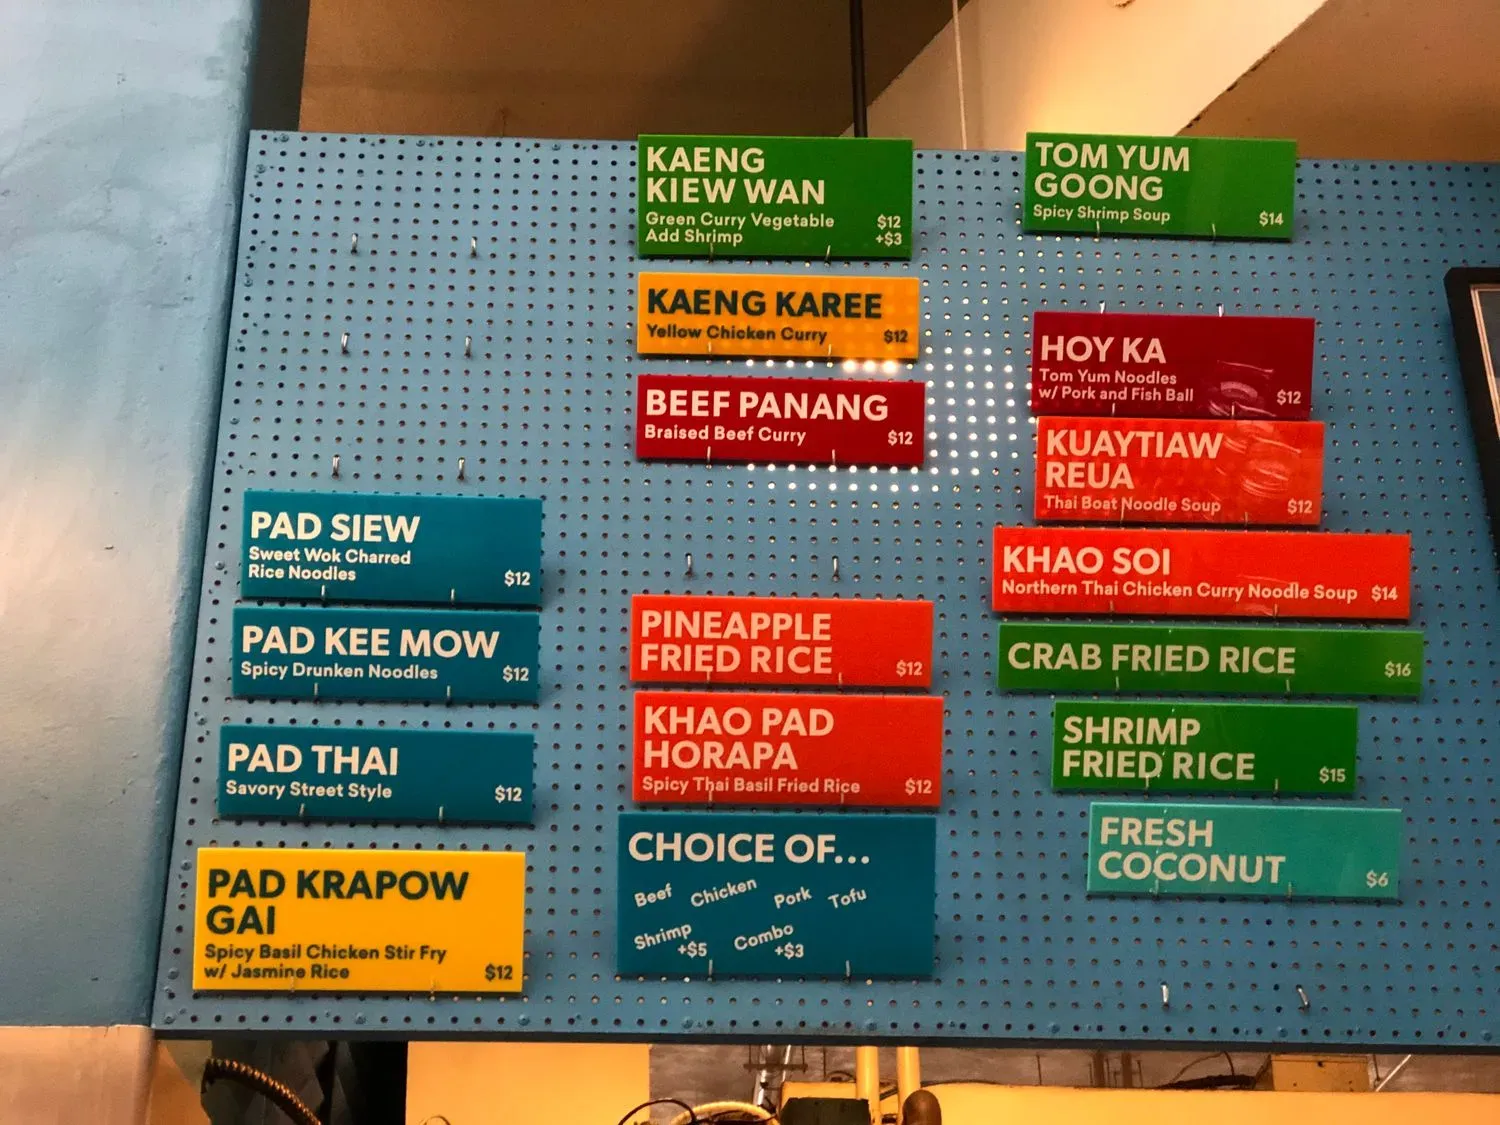 PAD SIEW
Sweet Wok Charred
Rice Noodles $12
PAD KEE MOW
Spicy Drunken Noodles $12
PAD THAI
Savory Street Style $12
PAD KRAPOW
GAI
Spicy Basil Chicken Stir Fry
w/ Jasmine Rice $12
KAENG
KIEW WAN
Green Curry Vegetable $12
Add Shrimp +$3
KAENG KAREE
Yellow Chicken Curry $12
BEEF PANANG
Braised Beef Curry $12
PINEAPPLE
FRIED RICE $12
KHAO PAD
HORAPA
Spicy Thai Basil Fried Rice $12
CHOICE OF...
Beef Chicken Pork Tofu
Shrimp +$5 Combo +$3
TOM YUM
GOONG
Spicy Shrimp Soup $14
HOY KA
Tom Yum Noodles
w/ Pork and Fish Ball $12
KUAYTIAW
REUA
Thai Boat Noodle Soup $12
KHAO SOI
Northern Thai Chicken Curry Noodle Soup $14
CRAB FRIED RICE $16
SHRIMP
FRIED RICE $15
FRESH
COCONUT $6